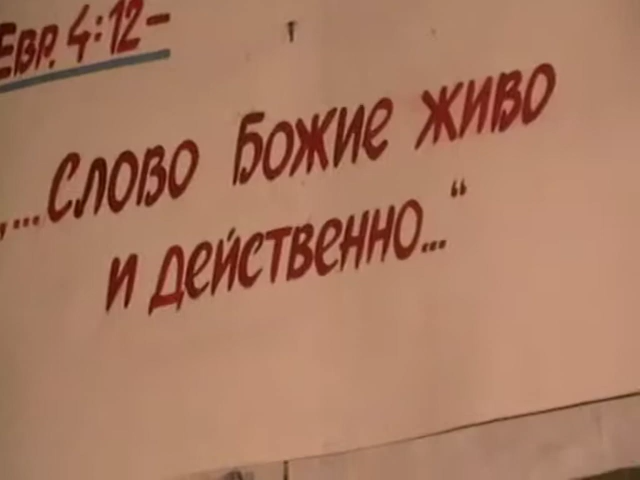 Евр. 4:12-
„...Слово Божие живо
и действенно...“